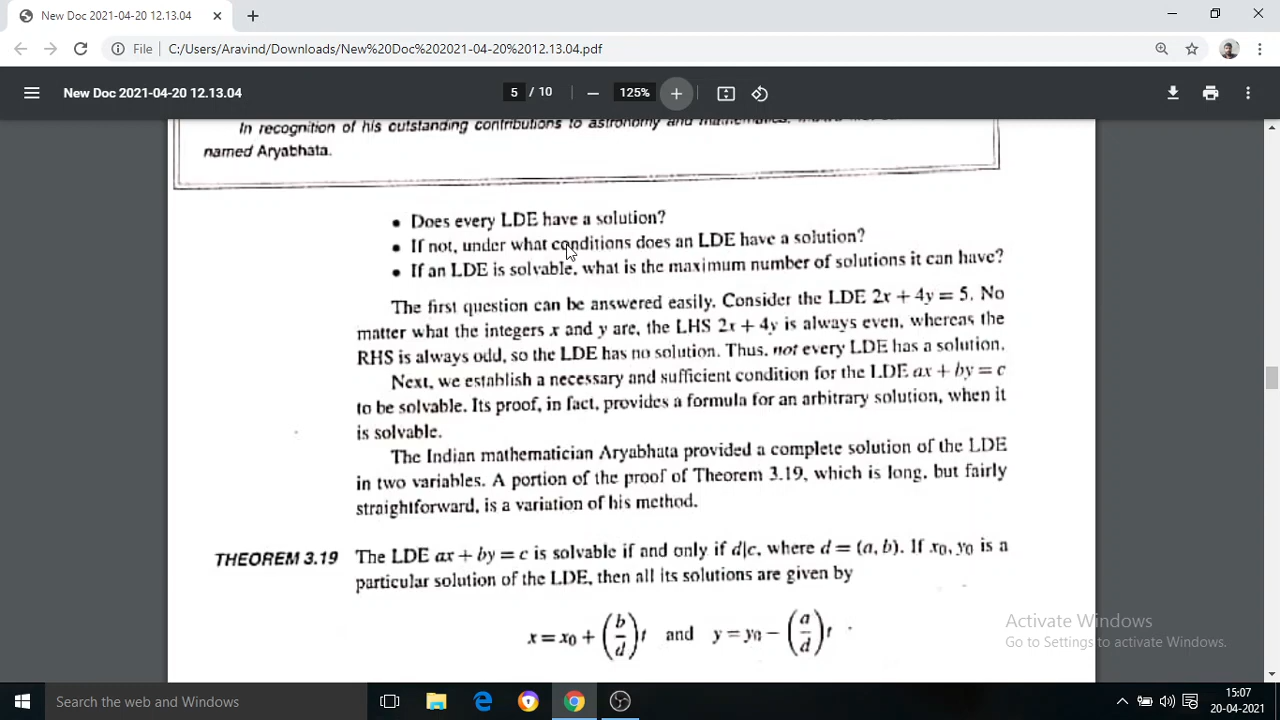 New Doc 2021-04-20 12.13.04
File C:/Users/Aravind/Downloads/New%20Doc%202021-04-20%2012.13.04.pdf
New Doc 2021-04-20 12.13.04
5 / 10
125%
In recognition of his outstanding contributions to astronomy and mathematics,
named Aryabhata.
• Does every LDE have a solution?
• If not, under what conditions does an LDE have a solution?
• If an LDE is solvable, what is the maximum number of solutions it can have?
The first question can be answered easily. Consider the LDE 2x + 4y = 5. No
matter what the integers x and y are, the LHS 2x + 4y is always even, whereas the
RHS is always odd, so the LDE has no solution. Thus, not every LDE has a solution.
Next, we establish a necessary and sufficient condition for the LDE ax + by = c
to be solvable. Its proof, in fact, provides a formula for an arbitrary solution, when it
is solvable.
The Indian mathematician Aryabhata provided a complete solution of the LDE
in two variables. A portion of the proof of Theorem 3.19, which is long, but fairly
straightforward, is a variation of his method.
THEOREM 3.19 The LDE ax + by = c is solvable if and only if d|c, where d = (a, b). If x₀, y₀ is a
particular solution of the LDE, then all its solutions are given by
x = x₀ + (b/d)t and y = y₀ − (a/d)t
Activate Windows
Go to Settings to activate Windows.
Search the web and Windows
15:07
20-04-2021